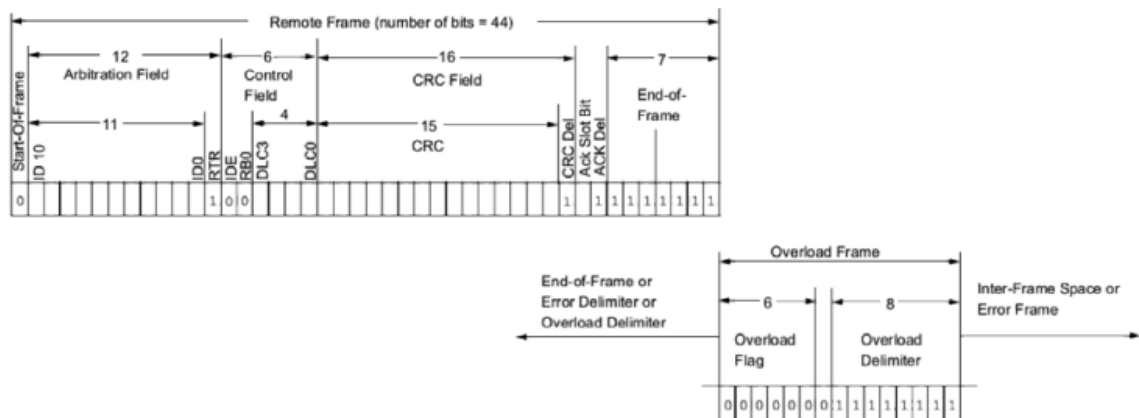 Remote Frame (number of bits = 44)
12
6
16
7
Arbitration Field
Control
Field
CRC Field
End-of-
Frame
11
4
15
CRC
Start-Of-Frame
ID 10
ID0
RTR
IDE
RB0
DLC3
DLC0
CRC Del
Ack Slot Bit
ACK Del
0 1 0 0 1 1 1 1 1 1 1 1 1
Overload Frame
End-of-Frame or
Error Delimiter or
Overload Delimiter
6
8
Inter-Frame Space or
Error Frame
Overload
Flag
Overload
Delimiter
0 0 0 0 0 0 0 1 1 1 1 1 1 1 1